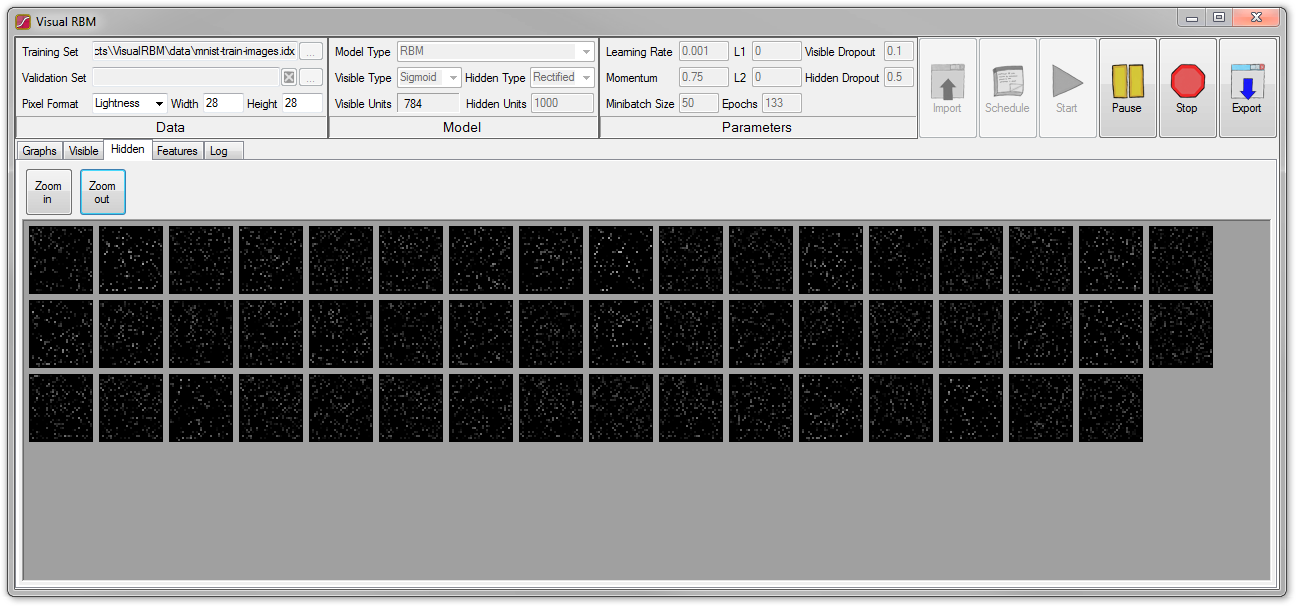 Visual RBM
Training Set cts\VisualRBM\data\mnist-train-images.idx ...
Validation Set ...
Pixel Format Lightness Width 28 Height 28
Data
Model Type RBM
Visible Type Sigmoid Hidden Type Rectified
Visible Units 784 Hidden Units 1000
Model
Learning Rate 0.001 L1 0 Visible Dropout 0.1
Momentum 0.75 L2 0 Hidden Dropout 0.5
Minibatch Size 50 Epochs 133
Parameters
Import Schedule Start Pause Stop Export
Graphs Visible Hidden Features Log
Zoom in
Zoom out